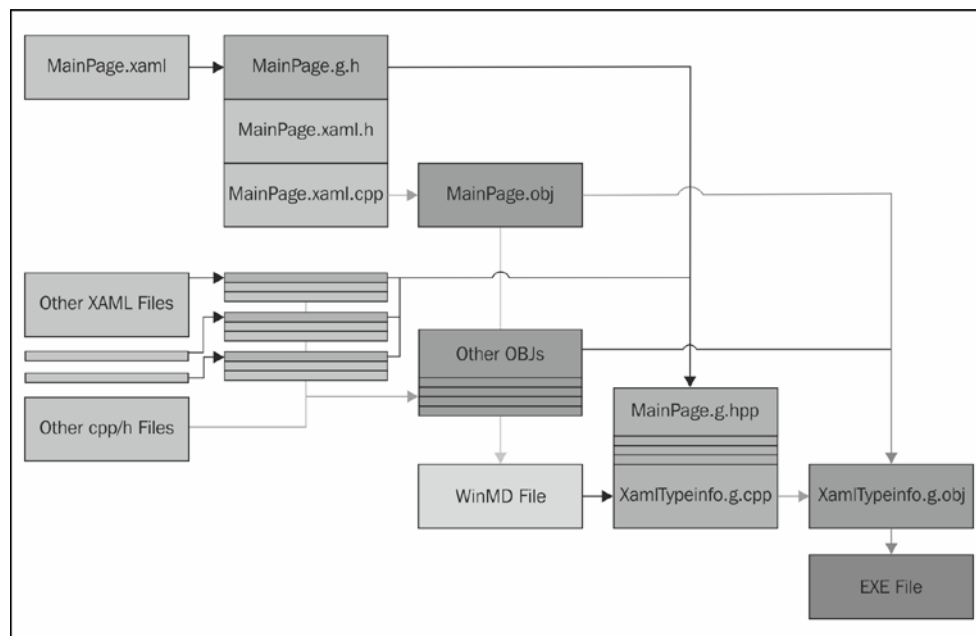 MainPage.xaml
MainPage.g.h
MainPage.xaml.h
MainPage.xaml.cpp
MainPage.obj
Other XAML Files
Other OBJs
Other cpp/h Files
MainPage.g.hpp
WinMD File
XamlTypeinfo.g.cpp
XamlTypeinfo.g.obj
EXE File